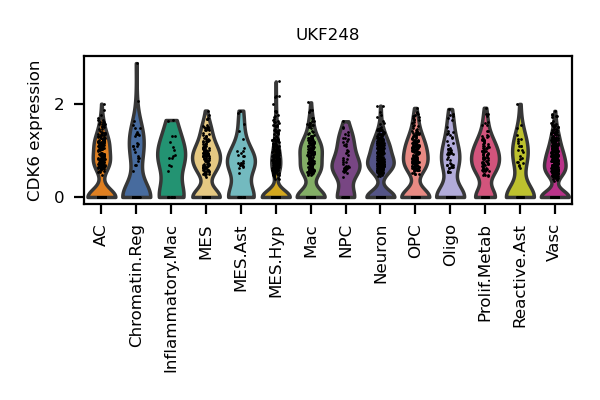 UKF248
CDK6 expression
2
0
AC
Chromatin.Reg
Inflammatory.Mac
MES
MES.Ast
MES.Hyp
Mac
NPC
Neuron
OPC
Oligo
Prolif.Metab
Reactive.Ast
Vasc